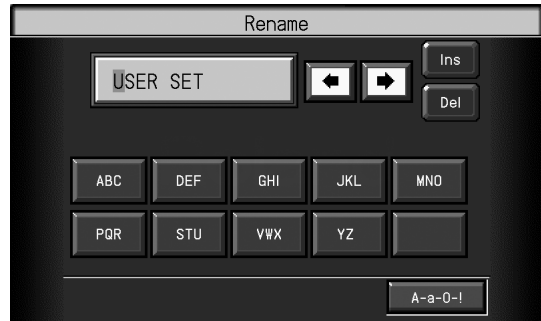 Rename
USER SET
Ins
Del
ABC DEF GHI JKL MNO
PQR STU VWX YZ
A-a-0-!